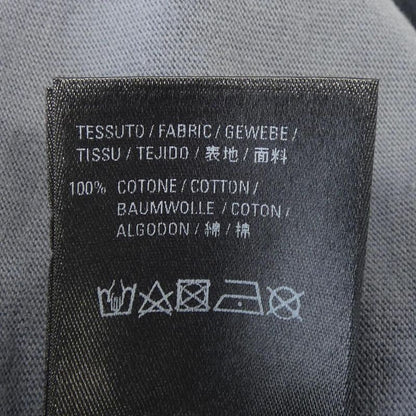 TESSUTO / FABRIC / GEWEBE /
TISSU / TEJIDO / 表地 / 面料
100% COTONE / COTTON /
BAUMWOLLE / COTON /
ALGODON / 綿 / 棉